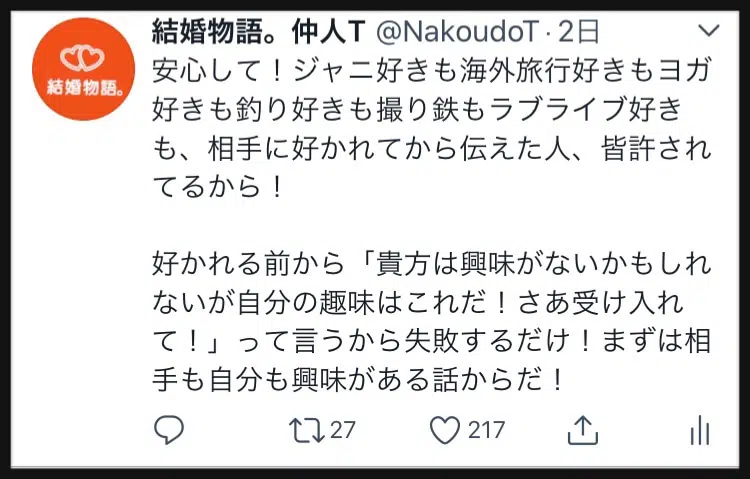 結婚物語。仲人T @NakoudoT · 2日
結婚物語。
安心して！ジャニ好きも海外旅行好きもヨガ
好きも釣り好きも撮り鉄もラブライブ好き
も、相手に好かれてから伝えた人、皆許され
てるから！
好かれる前から「貴方は興味がないかもしれ
ないが自分の趣味はこれだ！さあ受け入れ
て！」って言うから失敗するだけ！まずは相
手も自分も興味がある話からだ！
27 217